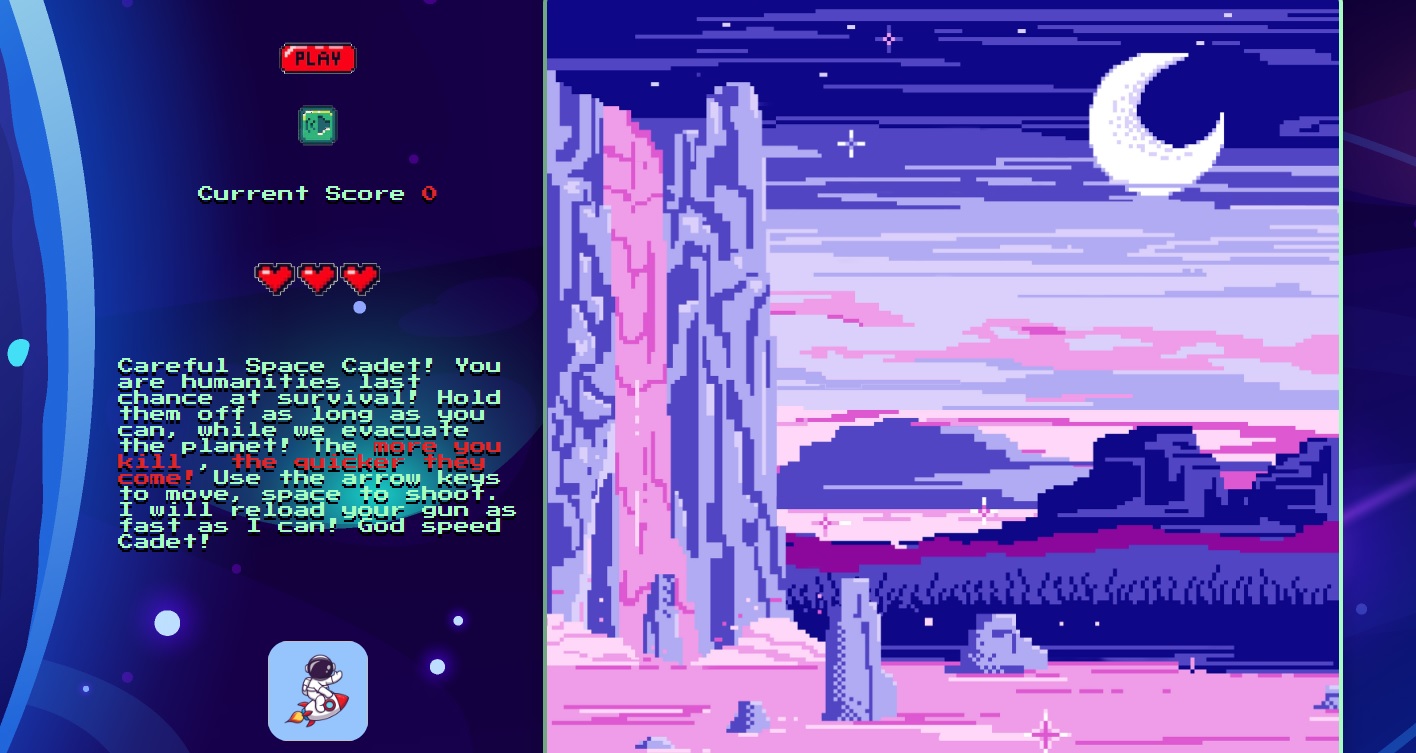 PLAY
Current Score 0
Careful Space Cadet! You
are humanities last
chance at survival! Hold
them off as long as you
can, while we evacuate
the planet! The more you
kill , the quicker they
come! Use the arrow keys
to move, space to shoot.
I will reload your gun as
fast as I can! God speed
Cadet!